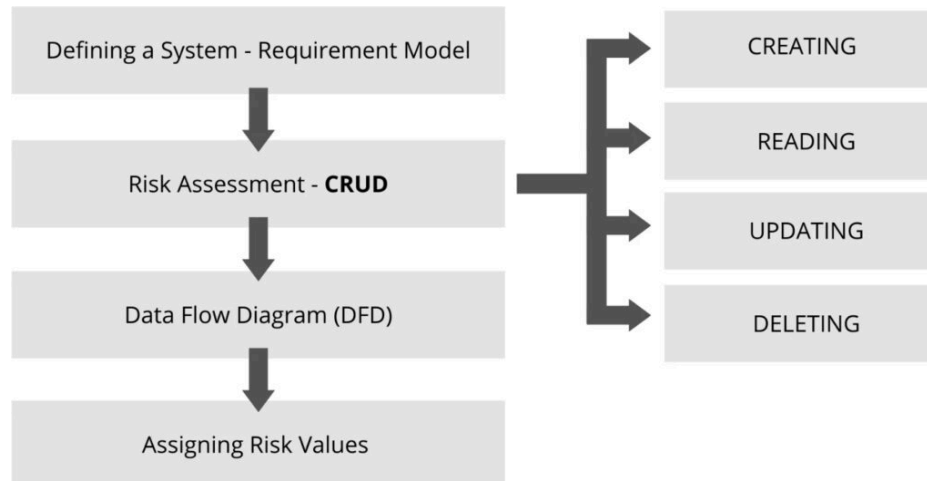 Defining a System - Requirement Model
Risk Assessment - CRUD
Data Flow Diagram (DFD)
Assigning Risk Values
CREATING
READING
UPDATING
DELETING